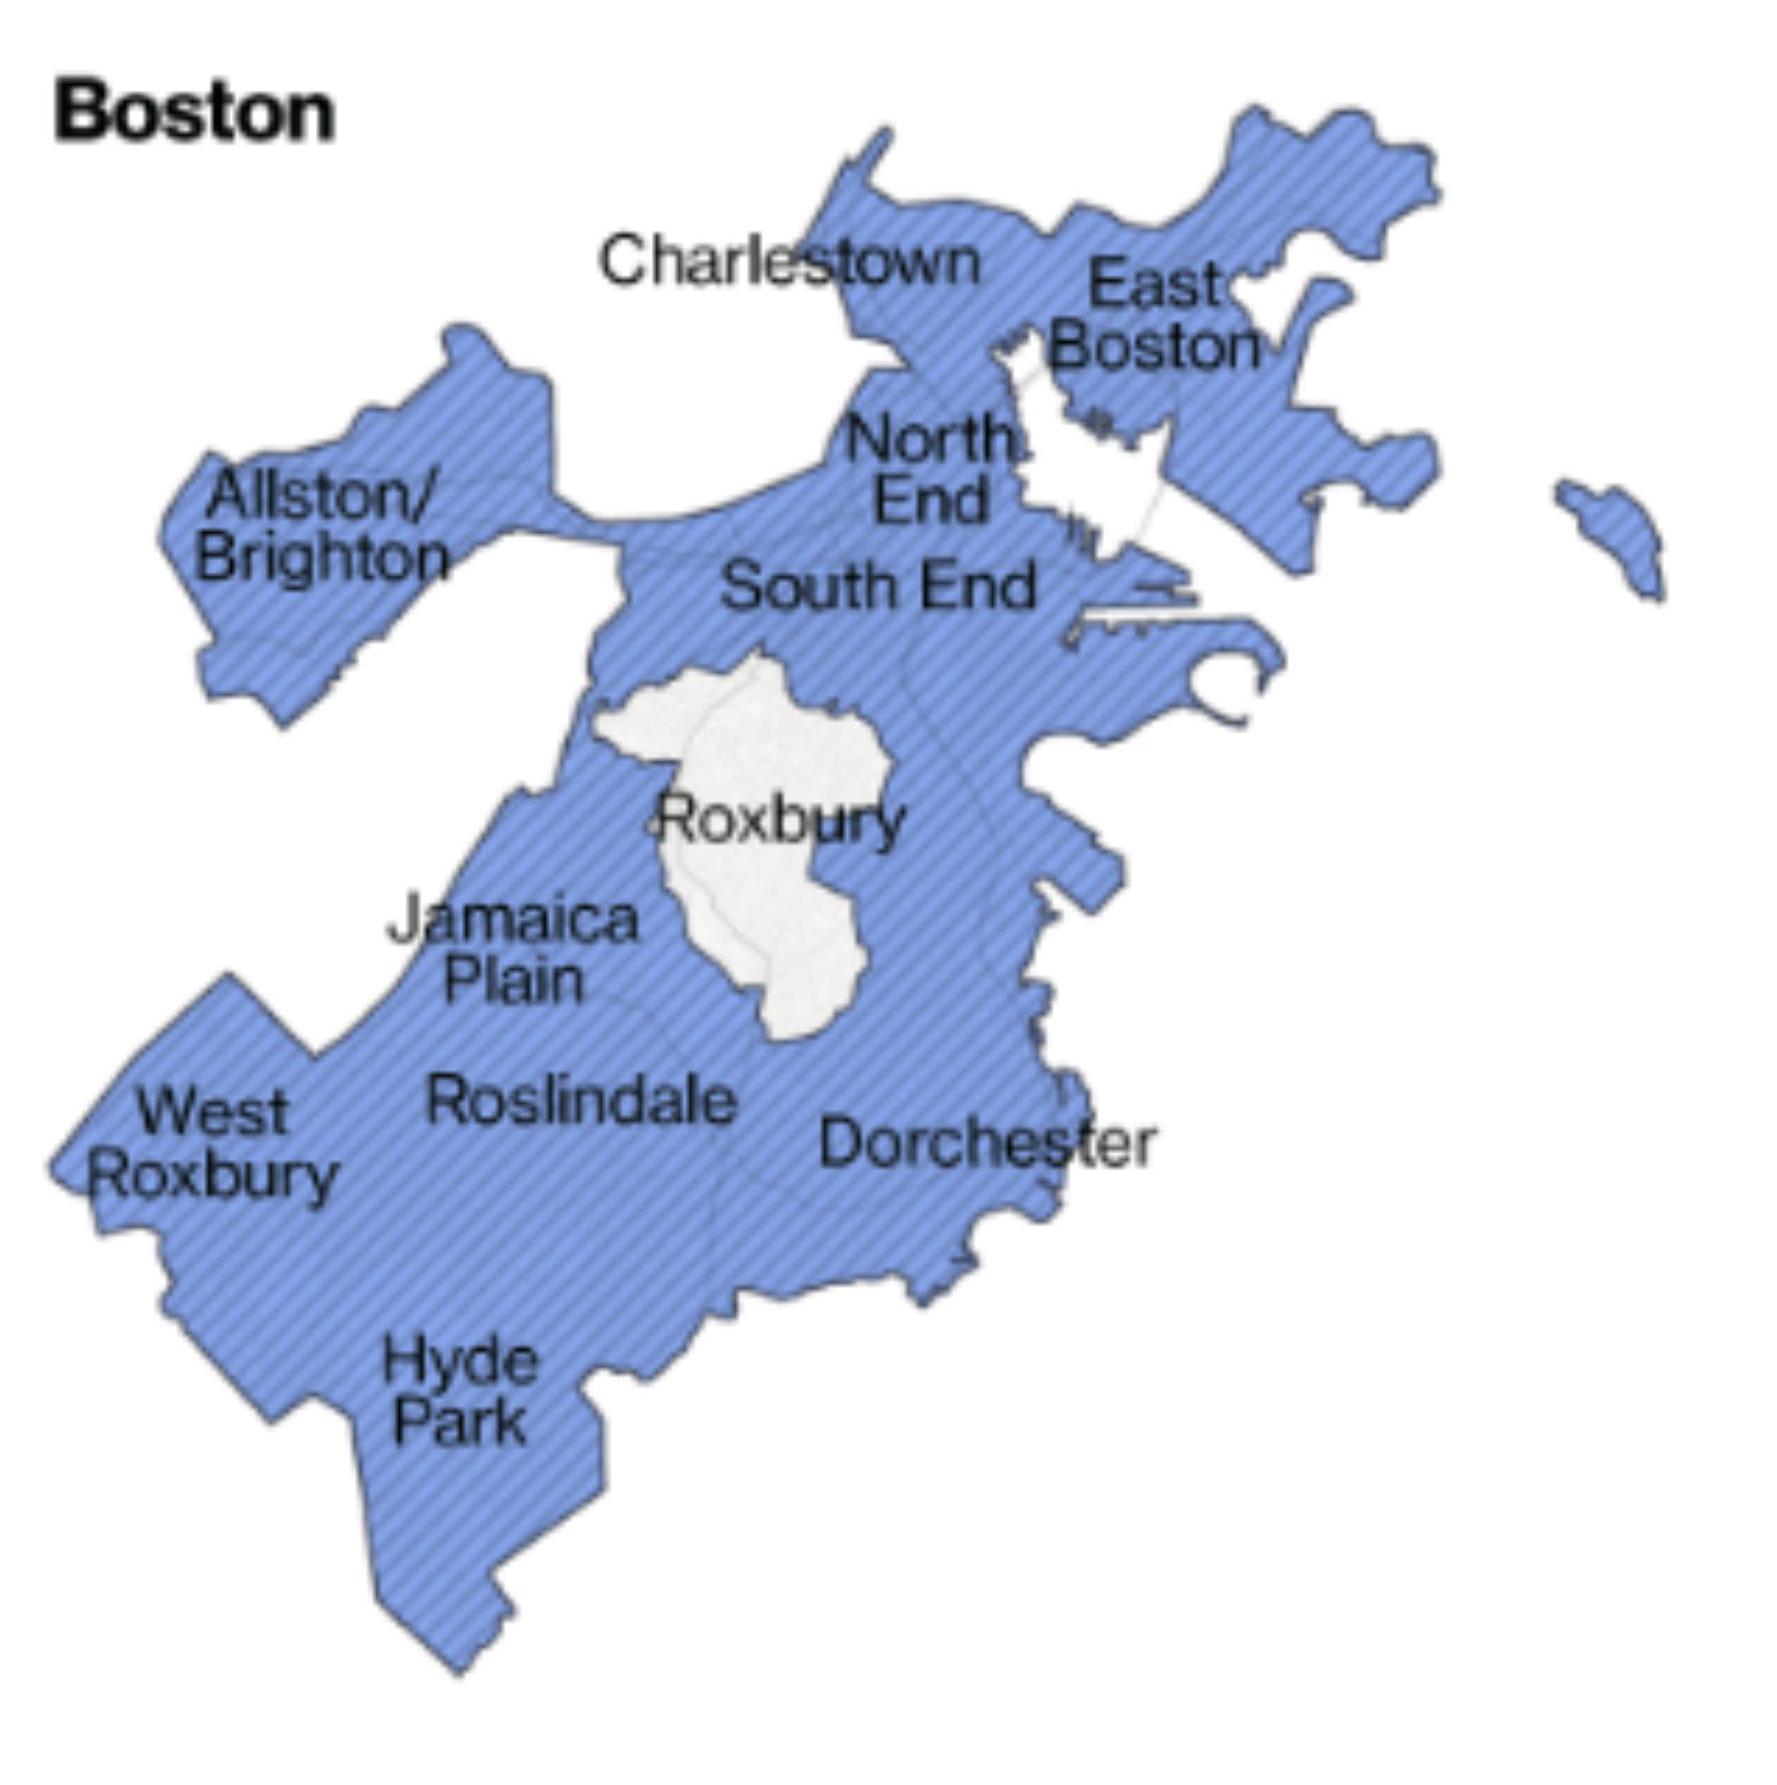 Boston
Charlestown
East
Boston
North
End
Allston/
Brighton
South End
Roxbury
Jamaica
Plain
West
Roxbury
Roslindale
Dorchester
Hyde
Park